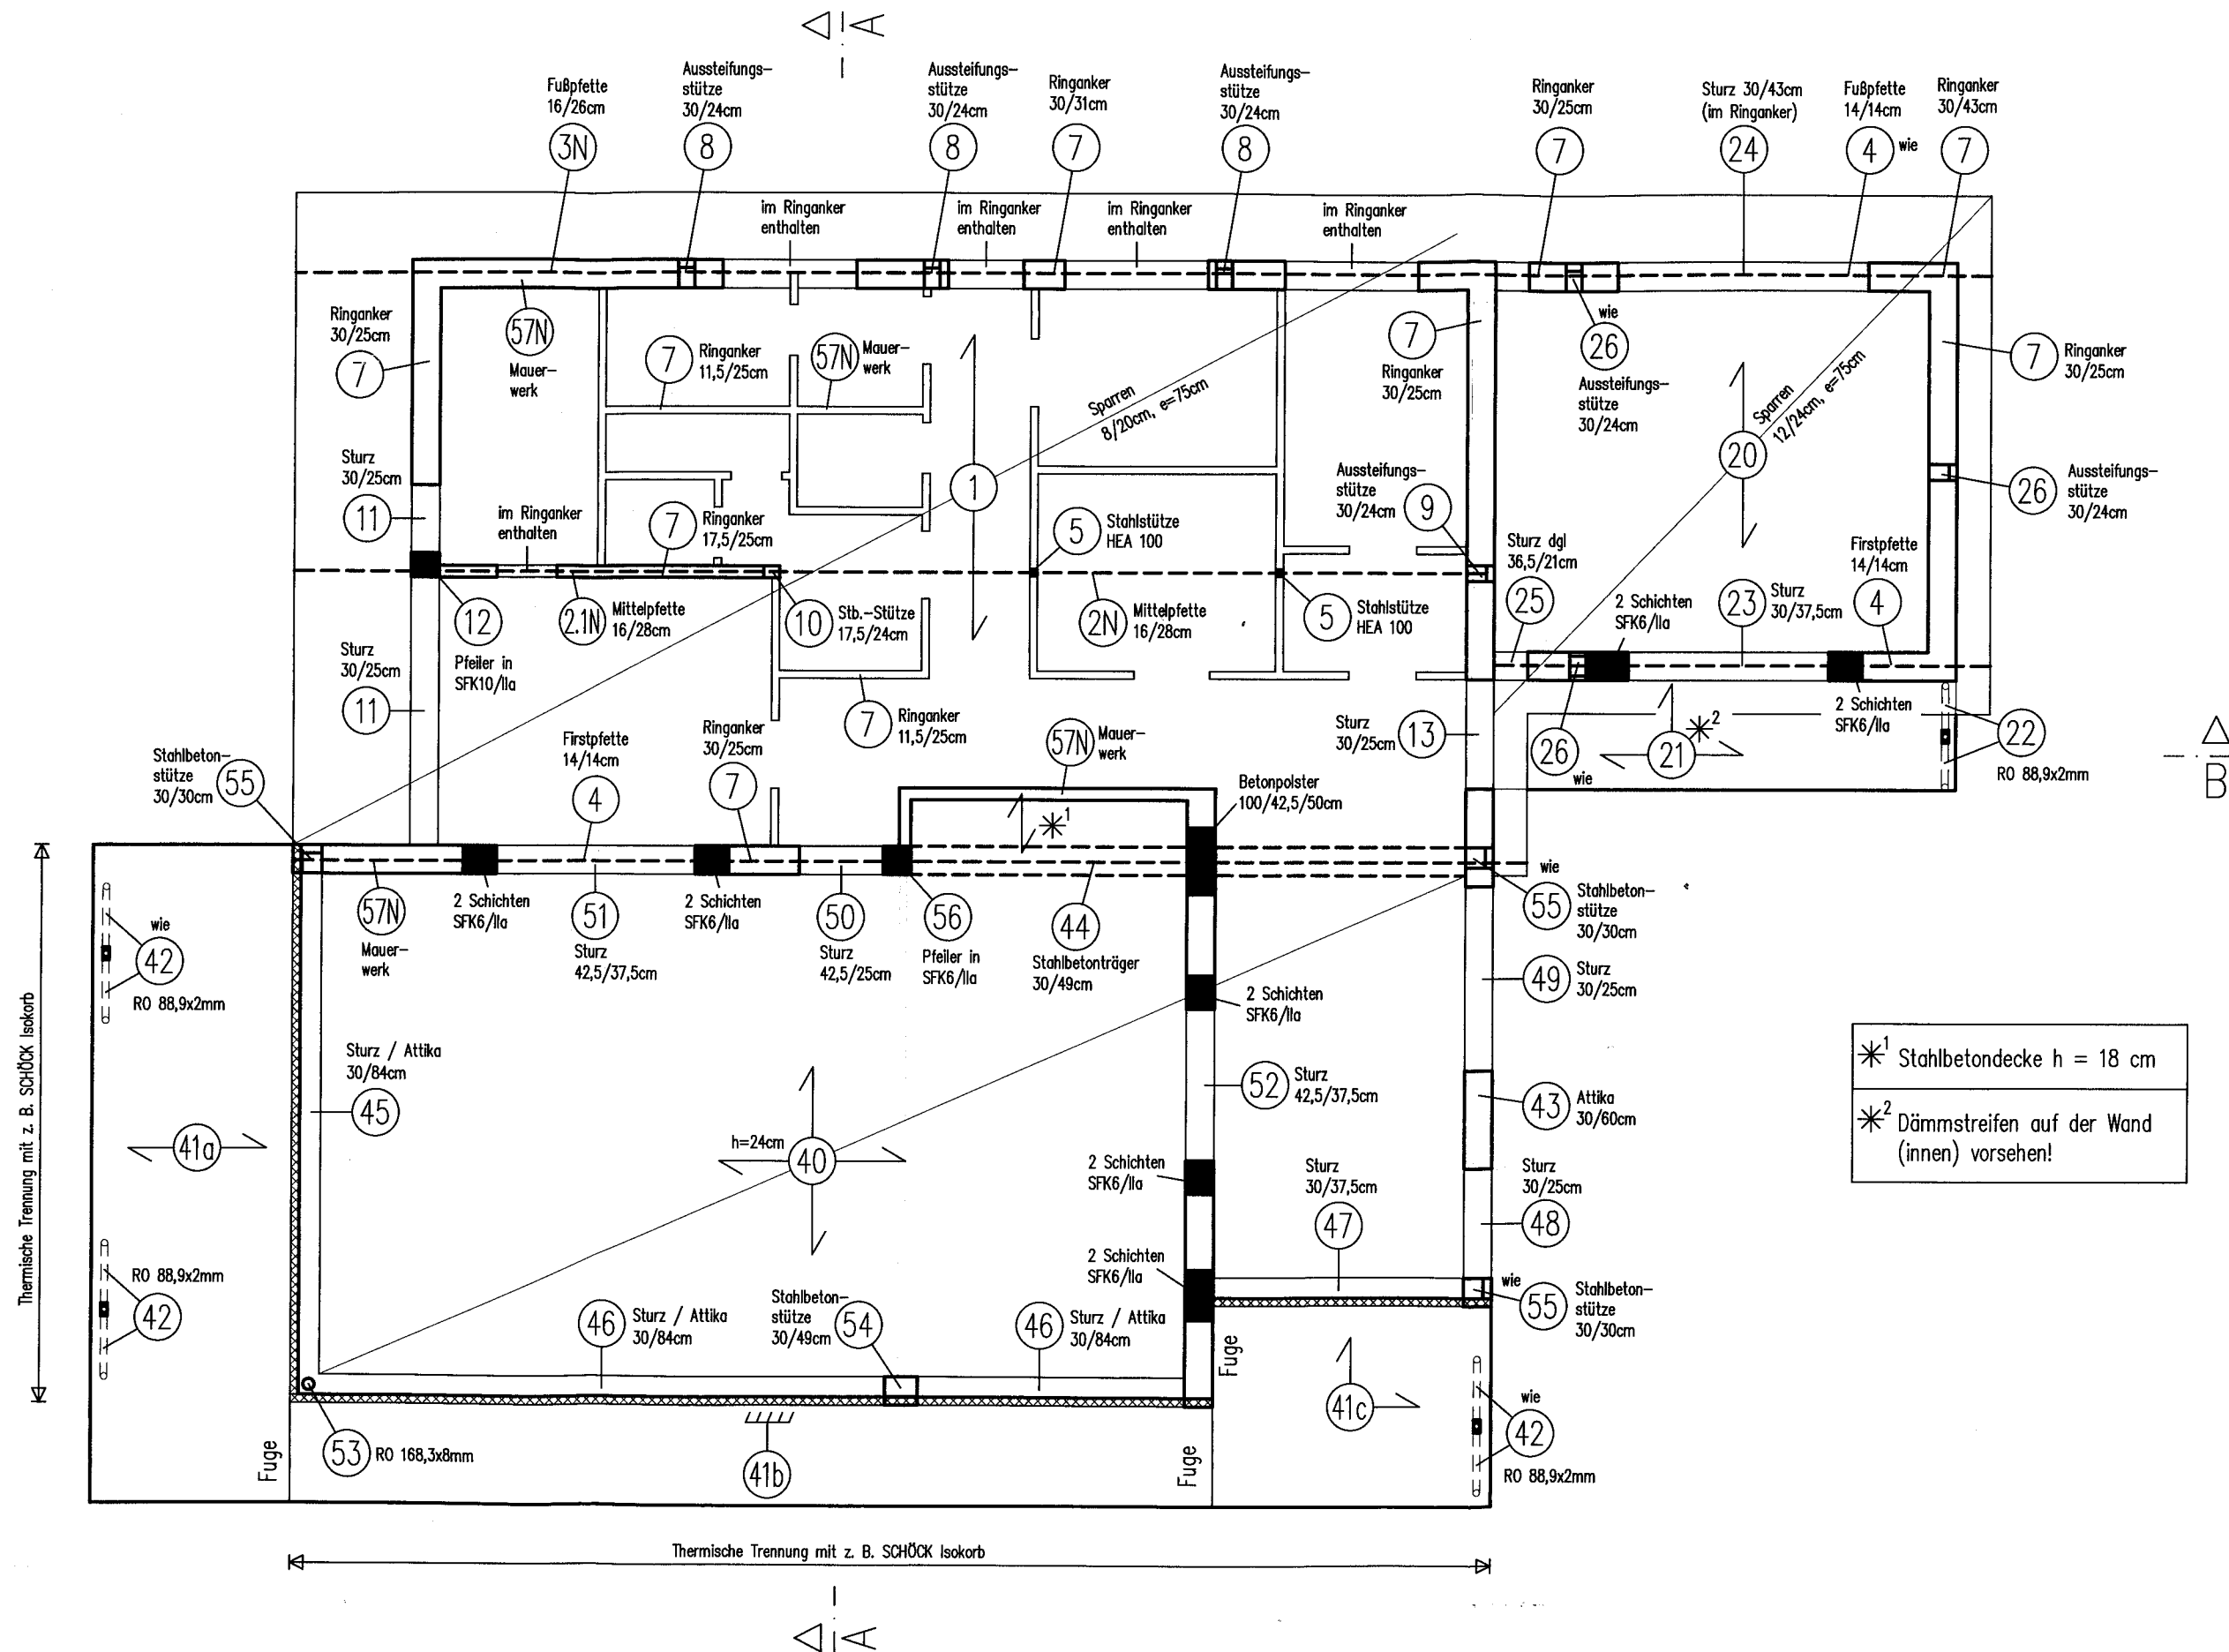 A
Fußpfette
16/26cm
3N
Aussteifungs–
stütze
30/24cm
8
Aussteifungs–
stütze
30/24cm
8
Ringanker
30/31cm
7
Aussteifungs–
stütze
30/24cm
8
Ringanker
30/25cm
7
Sturz 30/43cm
(im Ringanker)
24
Fußpfette
14/14cm
4 wie
Ringanker
30/43cm
7
im Ringanker
enthalten
im Ringanker
enthalten
im Ringanker
enthalten
im Ringanker
enthalten
Ringanker
30/25cm
7
57N
Mauer–
werk
7 Ringanker
11,5/25cm
57N Mauer–
werk
Sparren
8/20cm, e=75cm
1
7
Ringanker
30/25cm
wie
26
Aussteifungs–
stütze
30/24cm
Sparren
12/24cm, e=75cm
20
7 Ringanker
30/25cm
Sturz
30/25cm
11
im Ringanker
enthalten
7 Ringanker
17,5/25cm
5 Stahlstütze
HEA 100
Aussteifungs–
stütze
30/24cm
9
26 Aussteifungs–
stütze
30/24cm
Sturz dgl
36,5/21cm
25
2 Schichten
SFK6/IIa
23 Sturz
30/37,5cm
Firstpfette
14/14cm
4
12
Pfeiler in
SFK10/IIa
2.1N Mittelpfette
16/28cm
10 Stb.–Stütze
17,5/24cm
2N Mittelpfette
16/28cm
5 Stahlstütze
HEA 100
Sturz
30/25cm
11
7 Ringanker
11,5/25cm
Sturz
30/25cm
13
26
wie
21
*2
2 Schichten
SFK6/IIa
22
RO 88,9x2mm
B
Stahlbeton–
stütze
30/30cm
55
Firstpfette
14/14cm
4
Ringanker
30/25cm
7
57N Mauer–
werk
*1
Betonpolster
100/42,5/50cm
wie
42
RO 88,9x2mm
57N
Mauer–
werk
2 Schichten
SFK6/IIa
51
Sturz
42,5/37,5cm
2 Schichten
SFK6/IIa
50
Sturz
42,5/25cm
56
Pfeiler in
SFK6/IIa
44
Stahlbetonträger
30/49cm
wie
55 Stahlbeton–
stütze
30/30cm
2 Schichten
SFK6/IIa
49 Sturz
30/25cm
Thermische Trennung mit z. B. SCHÖCK Isokorb
Sturz / Attika
30/84cm
45
41a
h=24cm
40
52 Sturz
42,5/37,5cm
43 Attika
30/60cm
*1 Stahlbetondecke h = 18 cm
*2 Dämmstreifen auf der Wand
(innen) vorsehen!
2 Schichten
SFK6/IIa
Sturz
30/37,5cm
47
Sturz
30/25cm
48
RO 88,9x2mm
42
2 Schichten
SFK6/IIa
46 Sturz / Attika
30/84cm
Stahlbeton–
stütze
30/49cm
54
46 Sturz / Attika
30/84cm
wie
55 Stahlbeton–
stütze
30/30cm
Fuge
41c
wie
42
RO 88,9x2mm
Fuge
53 RO 168,3x8mm
41b
Fuge
Thermische Trennung mit z. B. SCHÖCK Isokorb
A